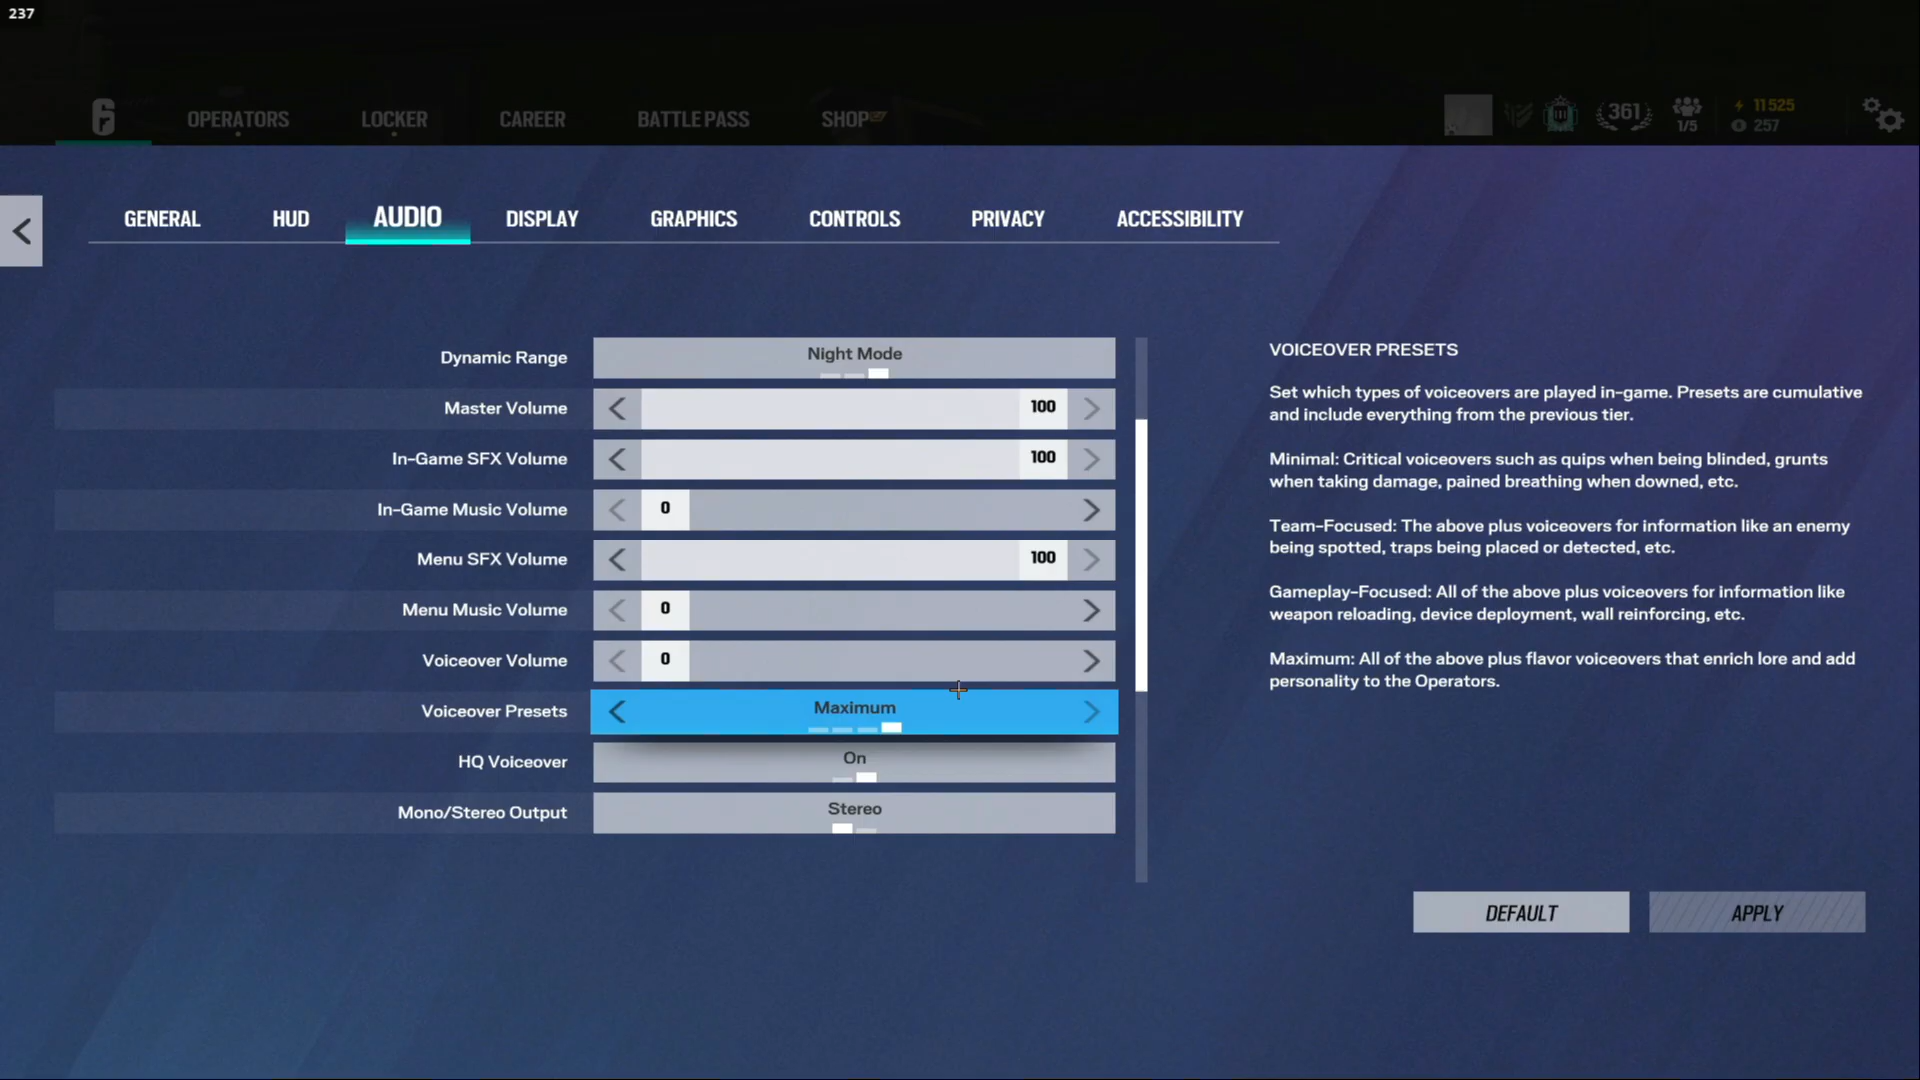 237
OPERATORS
LOCKER
CAREER
BATTLE PASS
SHOP
361
1/5
11 525
257
GENERAL
HUD
AUDIO
DISPLAY
GRAPHICS
CONTROLS
PRIVACY
ACCESSIBILITY
Dynamic Range
Night Mode
Master Volume
100
In-Game SFX Volume
100
In-Game Music Volume
0
Menu SFX Volume
100
Menu Music Volume
0
Voiceover Volume
0
Voiceover Presets
Maximum
HQ Voiceover
On
Mono/Stereo Output
Stereo
VOICEOVER PRESETS
Set which types of voiceovers are played in-game. Presets are cumulative
and include everything from the previous tier.
Minimal: Critical voiceovers such as quips when being blinded, grunts
when taking damage, pained breathing when downed, etc.
Team-Focused: The above plus voiceovers for information like an enemy
being spotted, traps being placed or detected, etc.
Gameplay-Focused: All of the above plus voiceovers for information like
weapon reloading, device deployment, wall reinforcing, etc.
Maximum: All of the above plus flavor voiceovers that enrich lore and add
personality to the Operators.
DEFAULT
APPLY